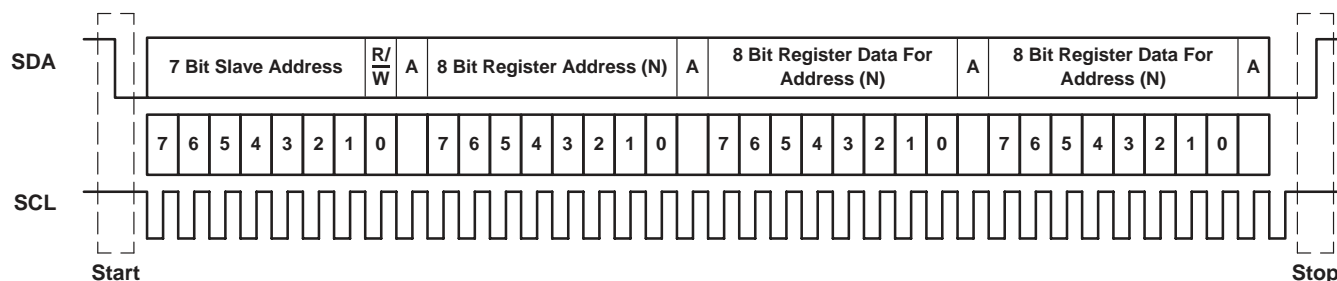 SDA
7 Bit Slave Address R/W A 8 Bit Register Address (N) A 8 Bit Register Data For Address (N) A 8 Bit Register Data For Address (N) A
7 6 5 4 3 2 1 0 7 6 5 4 3 2 1 0 7 6 5 4 3 2 1 0 7 6 5 4 3 2 1 0
SCL
Start Stop